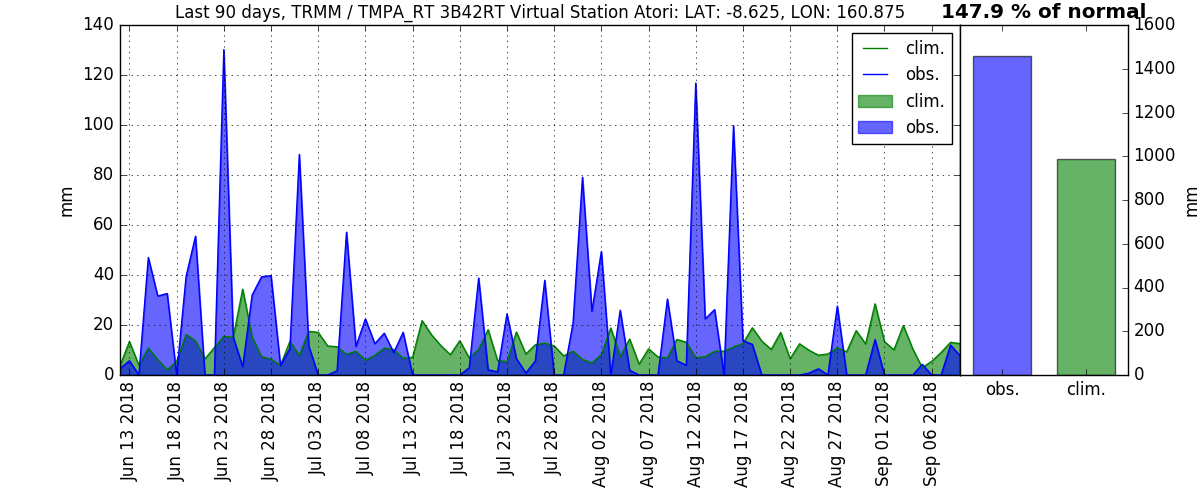 Last 90 days, TRMM / TMPA_RT 3B42RT Virtual Station Atori: LAT: -8.625, LON: 160.875
147.9 % of normal
140
120
100
80
60
40
20
0
mm
clim.
obs.
clim.
obs.
Jun 13 2018
Jun 18 2018
Jun 23 2018
Jun 28 2018
Jul 03 2018
Jul 08 2018
Jul 13 2018
Jul 18 2018
Jul 23 2018
Jul 28 2018
Aug 02 2018
Aug 07 2018
Aug 12 2018
Aug 17 2018
Aug 22 2018
Aug 27 2018
Sep 01 2018
Sep 06 2018
1600
1400
1200
1000
800
600
400
200
0
mm
obs.
clim.